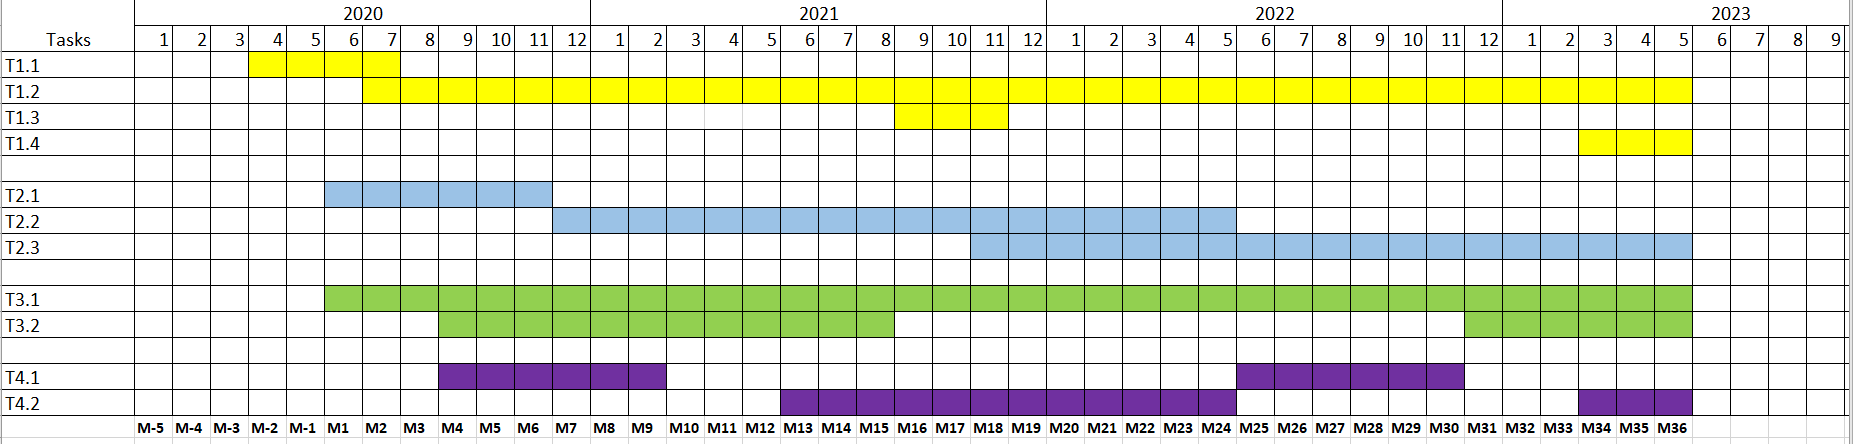 2020 2021 2022 2023
Tasks 1 2 3 4 5 6 7 8 9 10 11 12 1 2 3 4 5 6 7 8 9 10 11 12 1 2 3 4 5 6 7 8 9 10 11 12 1 2 3 4 5 6 7 8 9
T1.1
T1.2
T1.3
T1.4
T2.1
T2.2
T2.3
T3.1
T3.2
T4.1
T4.2
M-5 M-4 M-3 M-2 M-1 M1 M2 M3 M4 M5 M6 M7 M8 M9 M10 M11 M12 M13 M14 M15 M16 M17 M18 M19 M20 M21 M22 M23 M24 M25 M26 M27 M28 M29 M30 M31 M32 M33 M34 M35 M36